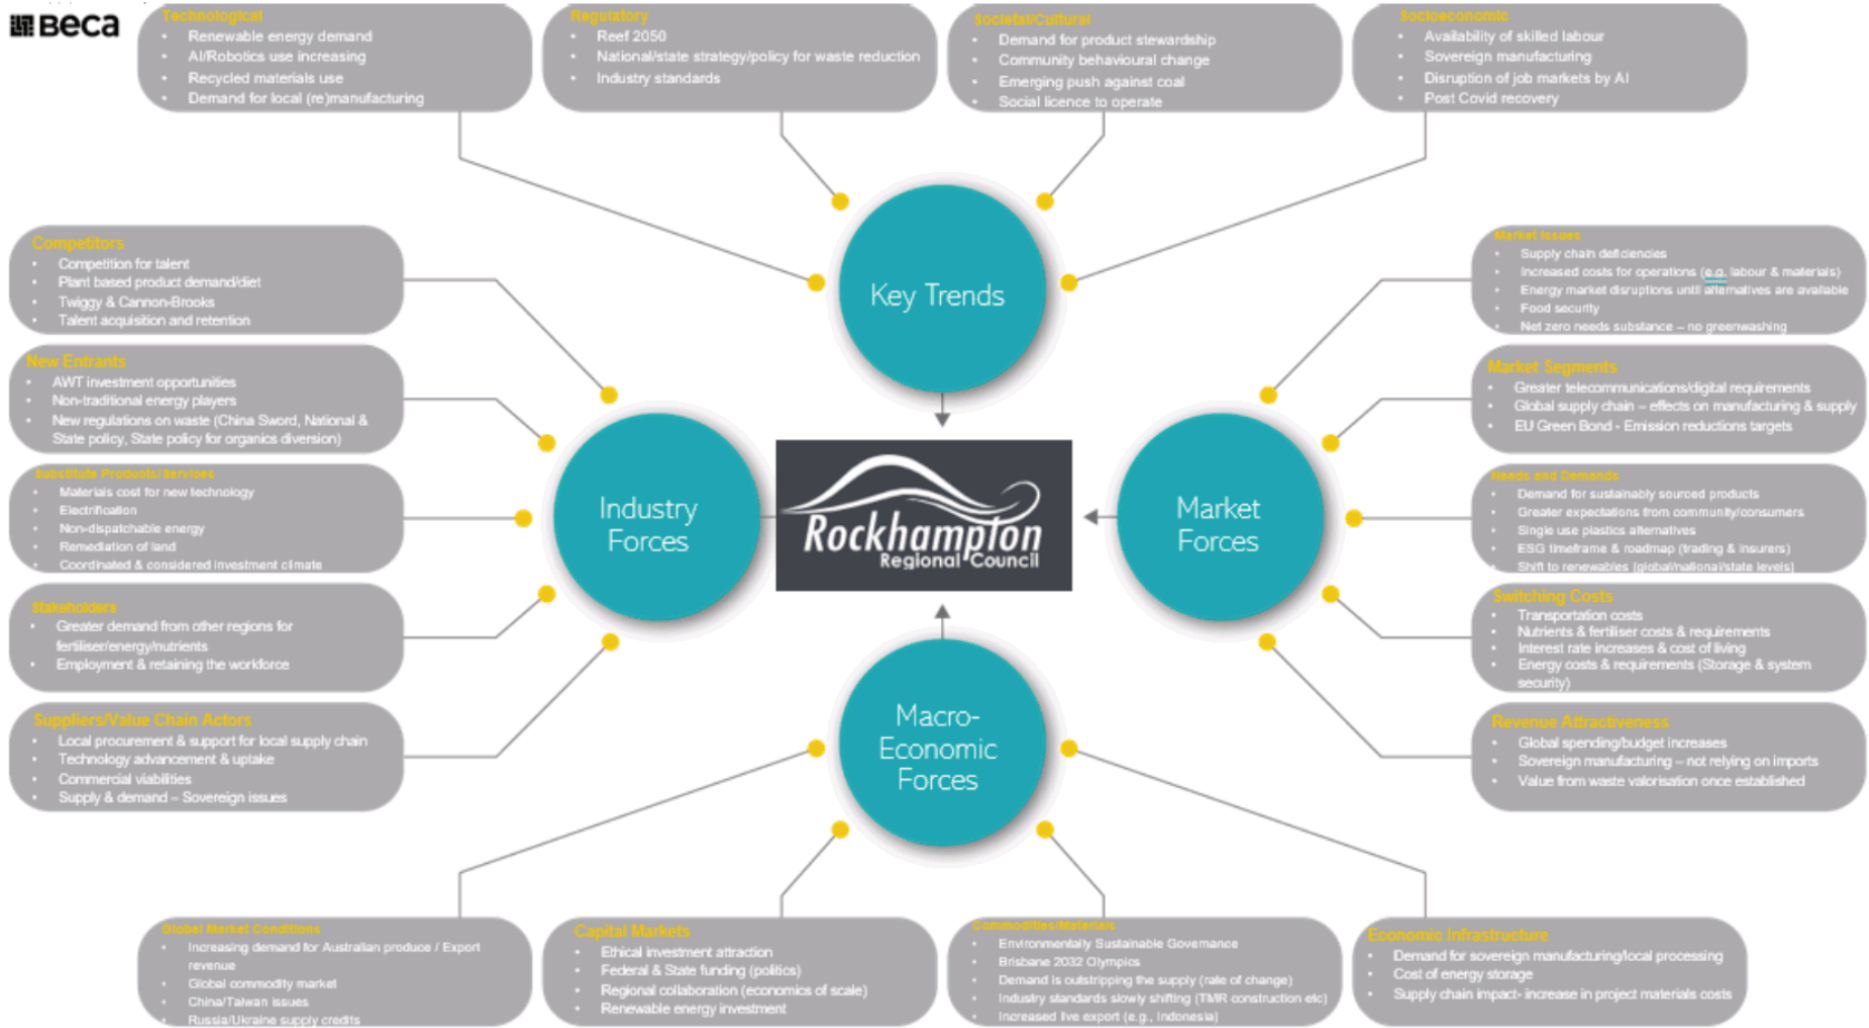 Beca
Technological
• Renewable energy demand
• AI/Robotics use increasing
• Recycled materials use
• Demand for local (re)manufacturing
Regulatory
• Reef 2050
• National/state strategy/policy for waste reduction
• Industry standards
Societal/Cultural
• Demand for product stewardship
• Community behavioural change
• Emerging push against coal
• Social licence to operate
Socioeconomic
• Availability of skilled labour
• Sovereign manufacturing
• Disruption of job markets by AI
• Post Covid recovery
Key Trends
Competitors
• Competition for talent
• Plant based product demand/diet
• Twiggy & Cannon-Brooks
• Talent acquisition and retention
New Entrants
• AWT investment opportunities
• Non-traditional energy players
• New regulations on waste (China Sword, National &
State policy, State policy for organics diversion)
Substitute Products/Services
• Materials cost for new technology
• Electrification
• Non-dispatchable energy
• Remediation of land
• Coordinated & considered investment climate
Stakeholders
• Greater demand from other regions for
fertiliser/energy/nutrients
• Employment & retaining the workforce
Suppliers/Value Chain Actors
• Local procurement & support for local supply chain
• Technology advancement & uptake
• Commercial viabilities
• Supply & demand – Sovereign issues
Industry
Forces
Rockhampton
Regional Council
Market
Forces
Market Issues
• Supply chain deficiencies
• Increased costs for operations (e.g. labour & materials)
• Energy market disruptions until alternatives are available
• Food security
• Net zero needs substance – no greenwashing
Market Segments
• Greater telecommunications/digital requirements
• Global supply chain – effects on manufacturing & supply
• EU Green Bond - Emission reductions targets
Needs and Demands
• Demand for sustainably sourced products
• Greater expectations from community/consumers
• Single use plastics alternatives
• ESG timeframe & roadmap (trading & insurers)
• Shift to renewables (global/national/state levels)
Switching Costs
• Transportation costs
• Nutrients & fertiliser costs & requirements
• Interest rate increases & cost of living
• Energy costs & requirements (Storage & system
security)
Revenue Attractiveness
• Global spending/budget increases
• Sovereign manufacturing – not relying on imports
• Value from waste valorisation once established
Macro-
Economic
Forces
Global Market Conditions
• Increasing demand for Australian produce / Export
revenue
• Global commodity market
• China/Taiwan issues
• Russia/Ukraine supply credits
Capital Markets
• Ethical investment attraction
• Federal & State funding (politics)
• Regional collaboration (economics of scale)
• Renewable energy investment
Commodities/Materials
• Environmentally Sustainable Governance
• Brisbane 2032 Olympics
• Demand is outstripping the supply (rate of change)
• Industry standards slowly shifting (TMR construction etc)
• Increased live export (e.g., Indonesia)
Economic Infrastructure
• Demand for sovereign manufacturing/local processing
• Cost of energy storage
• Supply chain impact- increase in project materials costs